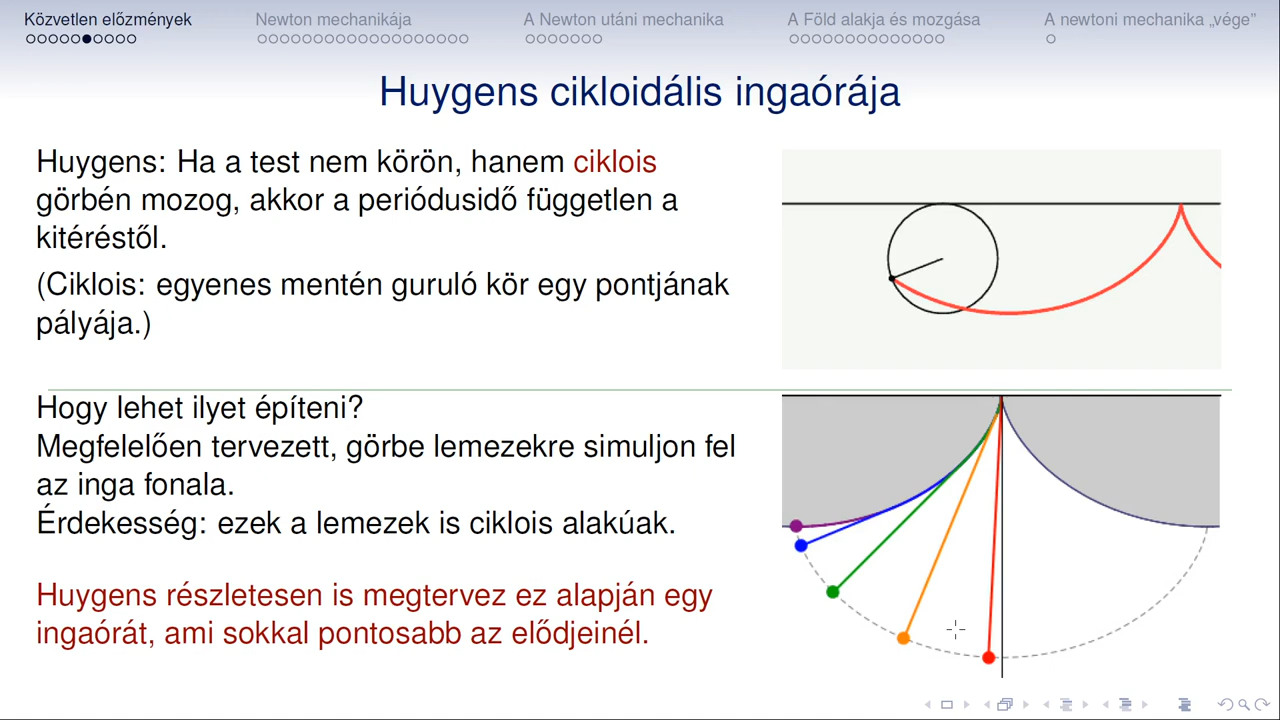 Közvetlen előzmények
Newton mechanikája
A Newton utáni mechanika
A Föld alakja és mozgása
A newtoni mechanika „vége”
Huygens cikloidális ingaórája
Huygens: Ha a test nem körön, hanem ciklois
görbén mozog, akkor a periódusidő független a
kitéréstől.
(Ciklois: egyenes mentén guruló kör egy pontjának
pályája.)
Hogy lehet ilyet építeni?
Megfelelően tervezett, görbe lemezekre simuljon fel
az inga fonala.
Érdekesség: ezek a lemezek is ciklois alakúak.
Huygens részletesen is megtervez ez alapján egy
ingaórát, ami sokkal pontosabb az elődjeinél.